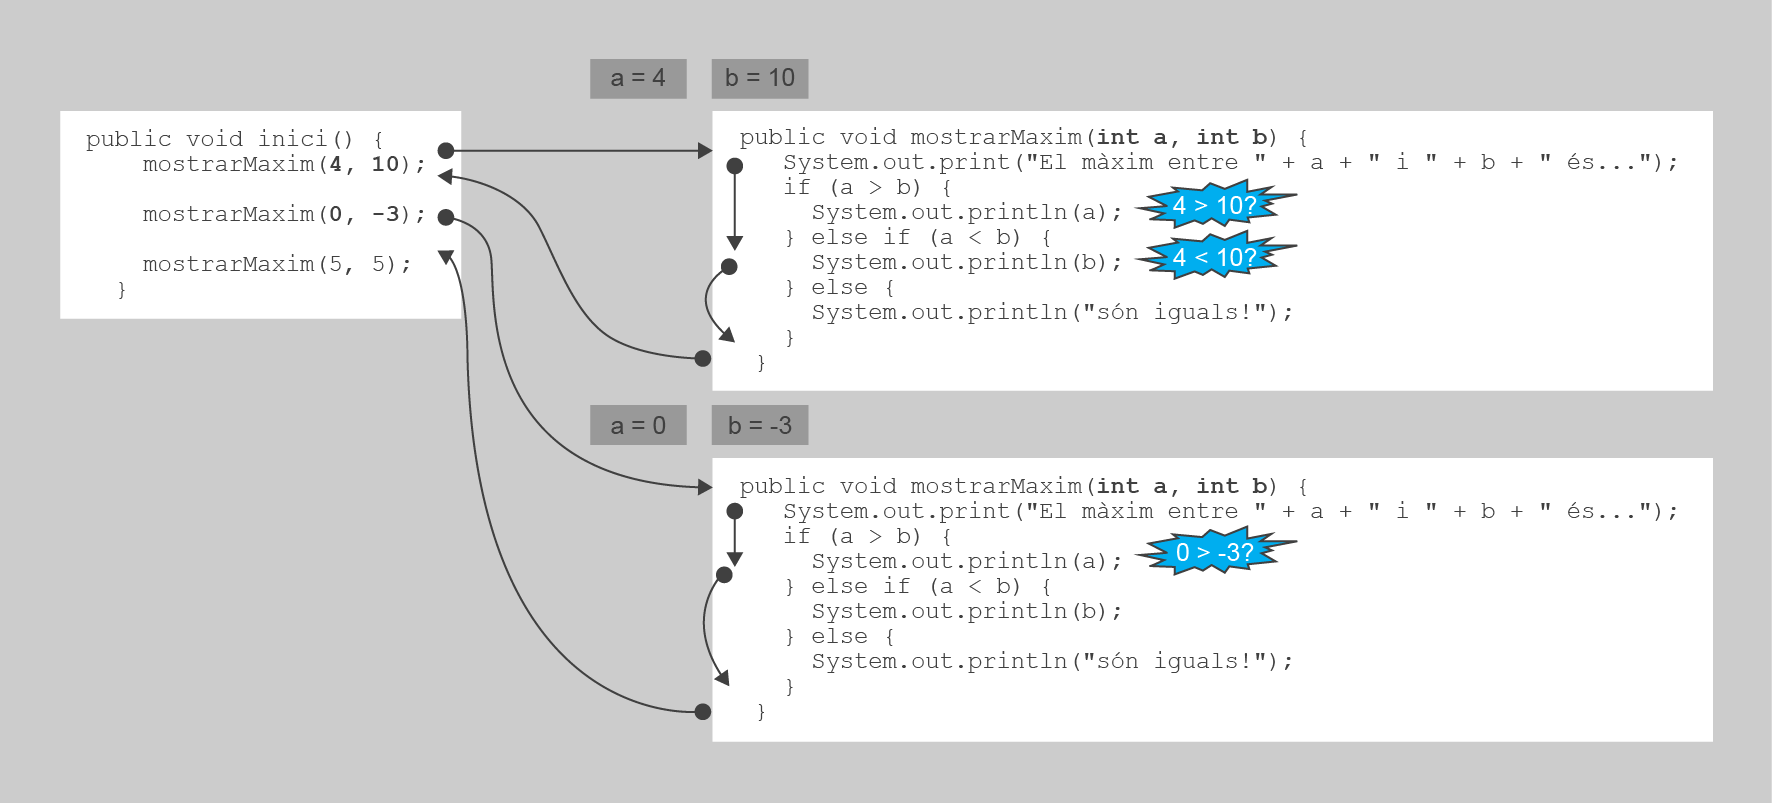 public void inici() {
mostrarMaxim(4, 10);
mostrarMaxim(0, -3);
mostrarMaxim(5, 5);
}
a = 4
b = 10
public void mostrarMaxim(int a, int b) {
System.out.print("El màxim entre " + a + " i " + b + " és...");
if (a > b) {
System.out.println(a);
4 > 10?
} else if (a < b) {
System.out.println(b);
4 < 10?
} else {
System.out.println("són iguals!");
}
}
a = 0
b = -3
public void mostrarMaxim(int a, int b) {
System.out.print("El màxim entre " + a + " i " + b + " és...");
if (a > b) {
System.out.println(a);
0 > -3?
} else if (a < b) {
System.out.println(b);
} else {
System.out.println("són iguals!");
}
}